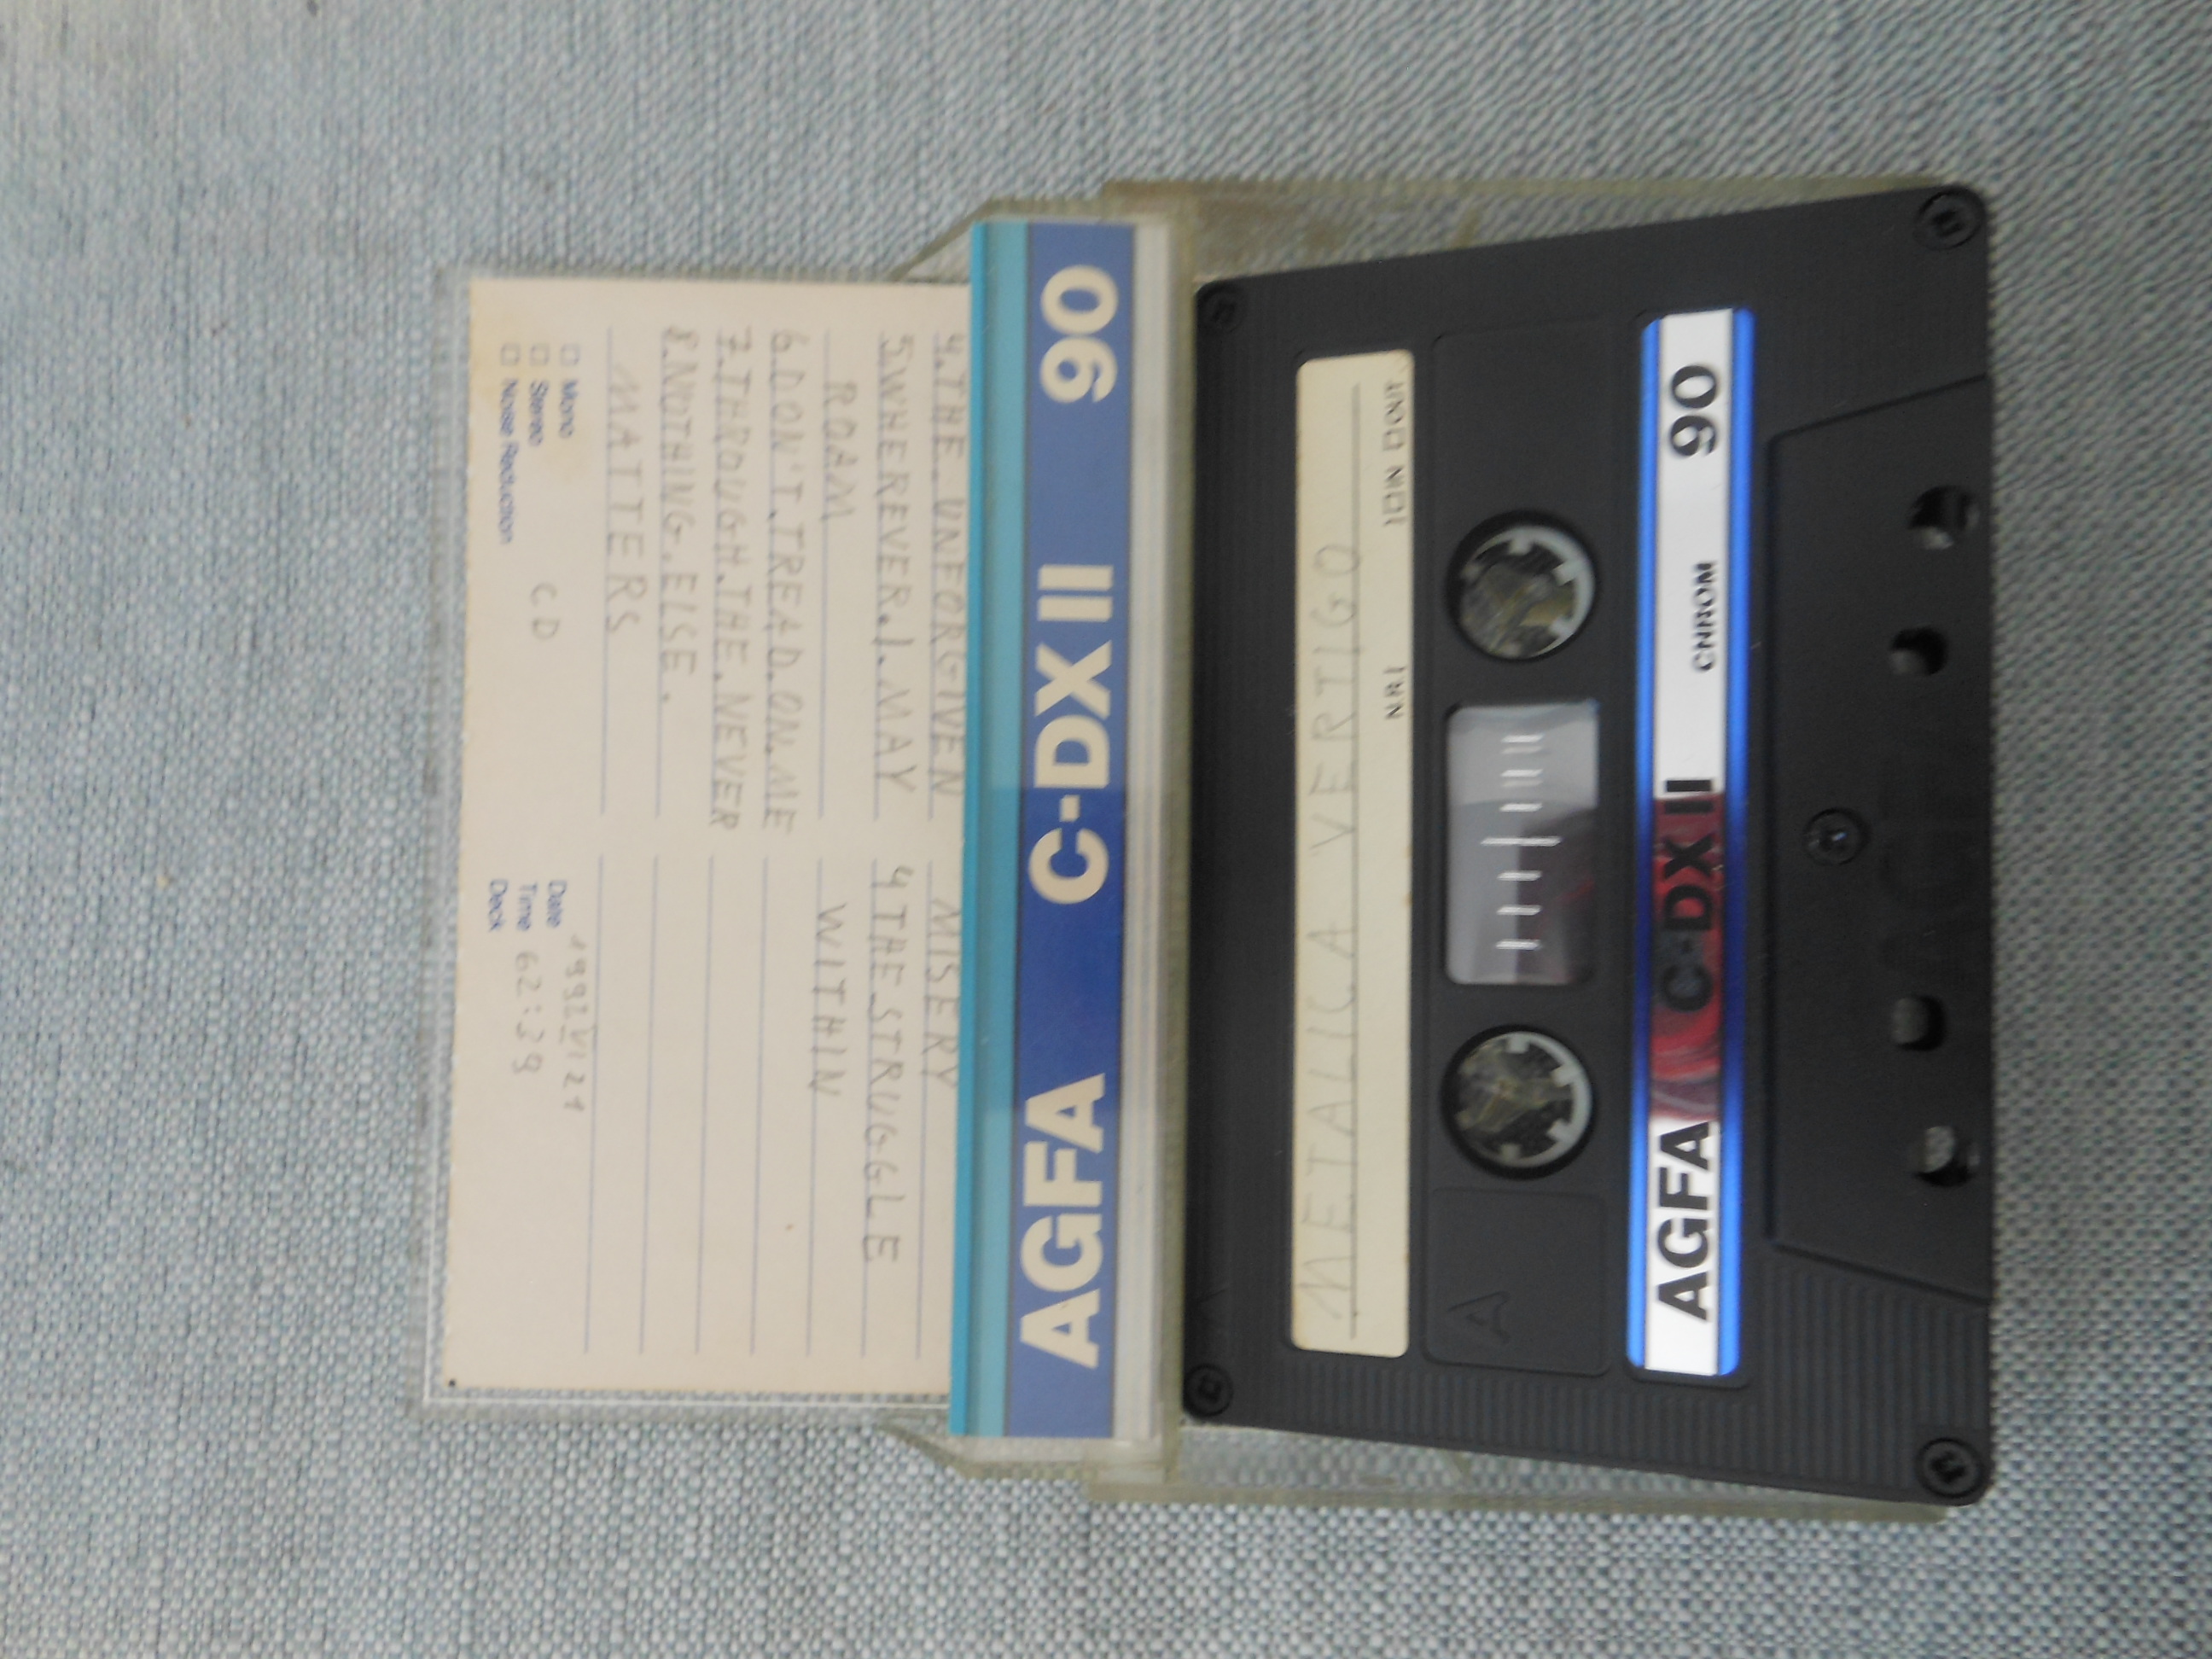 4.THE.UNFORGIVEN
5.WHEREVER.I.MAY
ROAM
6.DON'T.TREAD.ON.ME
7.THROUGH.THE.NEVER
8.NOTHING.ELSE.
MATTERS
MISERY
4 THE STRUGGLE
WITHIN
Mono
Stereo
Noise Reduction
CD
Date
Time 62:39
Deck
AGFA C-DX II 90
METALICA VERTIGO
A
AGFA C-DX II CHROM 90